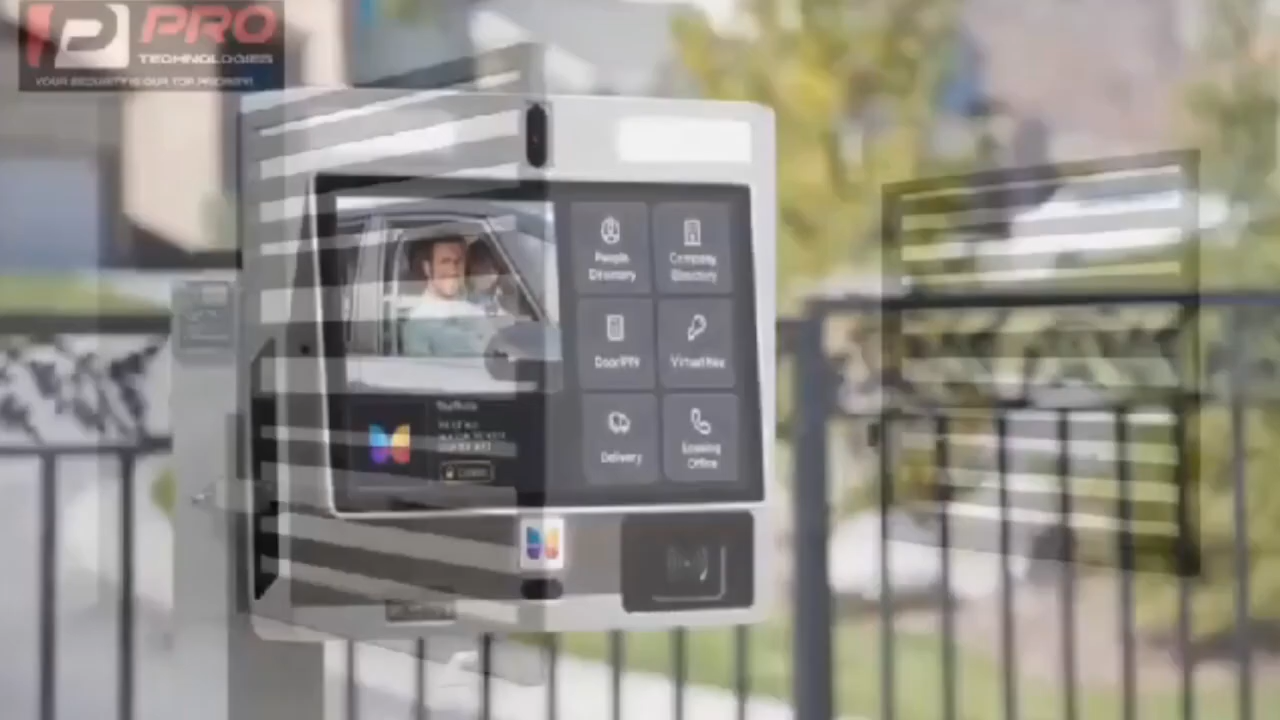 PRO
TECHNOLOGIES
YOUR SECURITY IS OUR TOP PRIORITY
People
Directory
Company
Directory
Door PIN
Virtual Key
Delivery
Leasing
Office